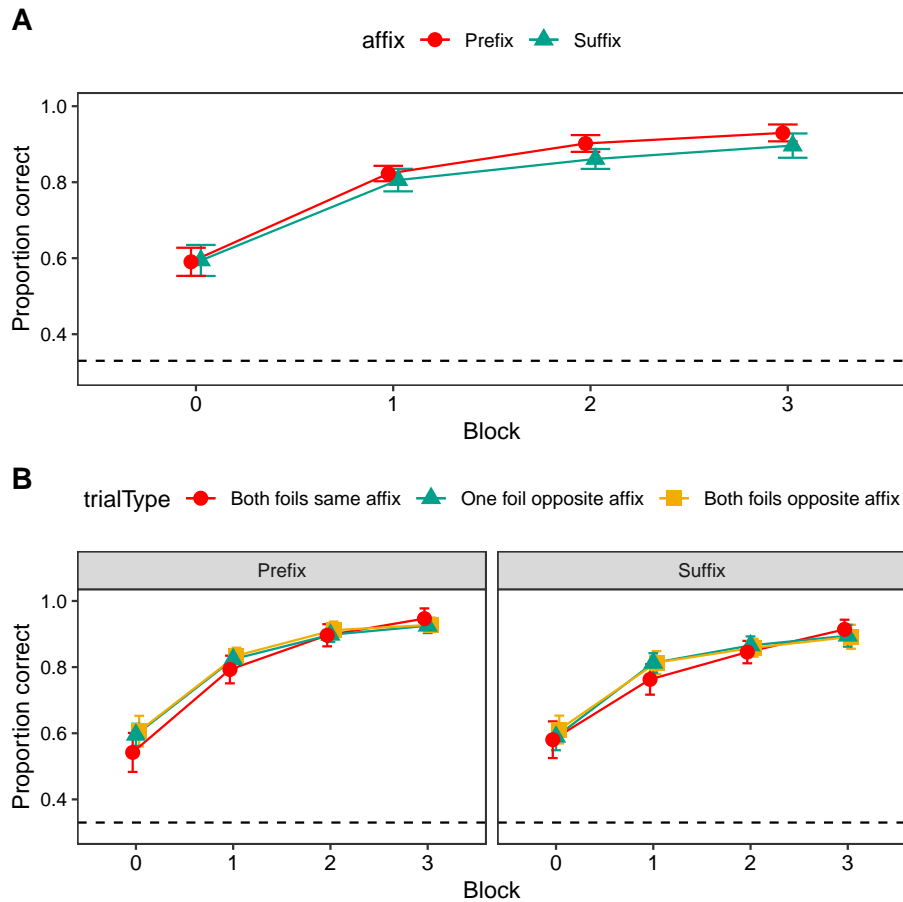 A
affix Prefix Suffix
1.0
0.8
0.6
0.4
Proportion correct
0 1 2 3
Block
B
trialType Both foils same affix One foil opposite affix Both foils opposite affix
Prefix Suffix
1.0
0.8
0.6
0.4
Proportion correct
0 1 2 3 0 1 2 3
Block